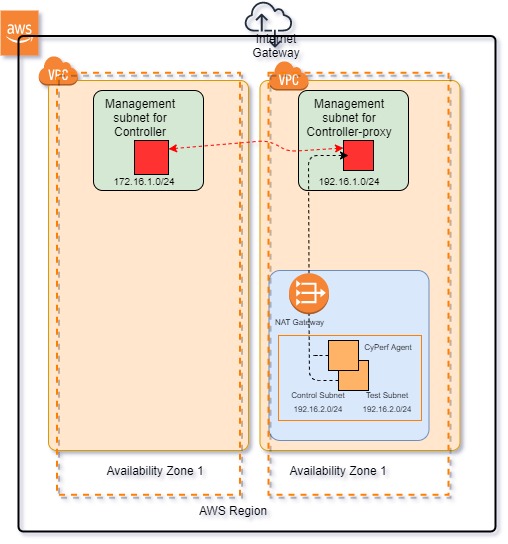 aws
Internet
Gateway
VPC
VPC
Management
subnet for
Controller
172.16.1.0/24
Management
subnet for
Controller-proxy
192.16.1.0/24
NAT Gateway
CyPerf Agent
Control Subnet
192.16.2.0/24
Test Subnet
192.16.2.0/24
Availability Zone 1
Availability Zone 1
AWS Region